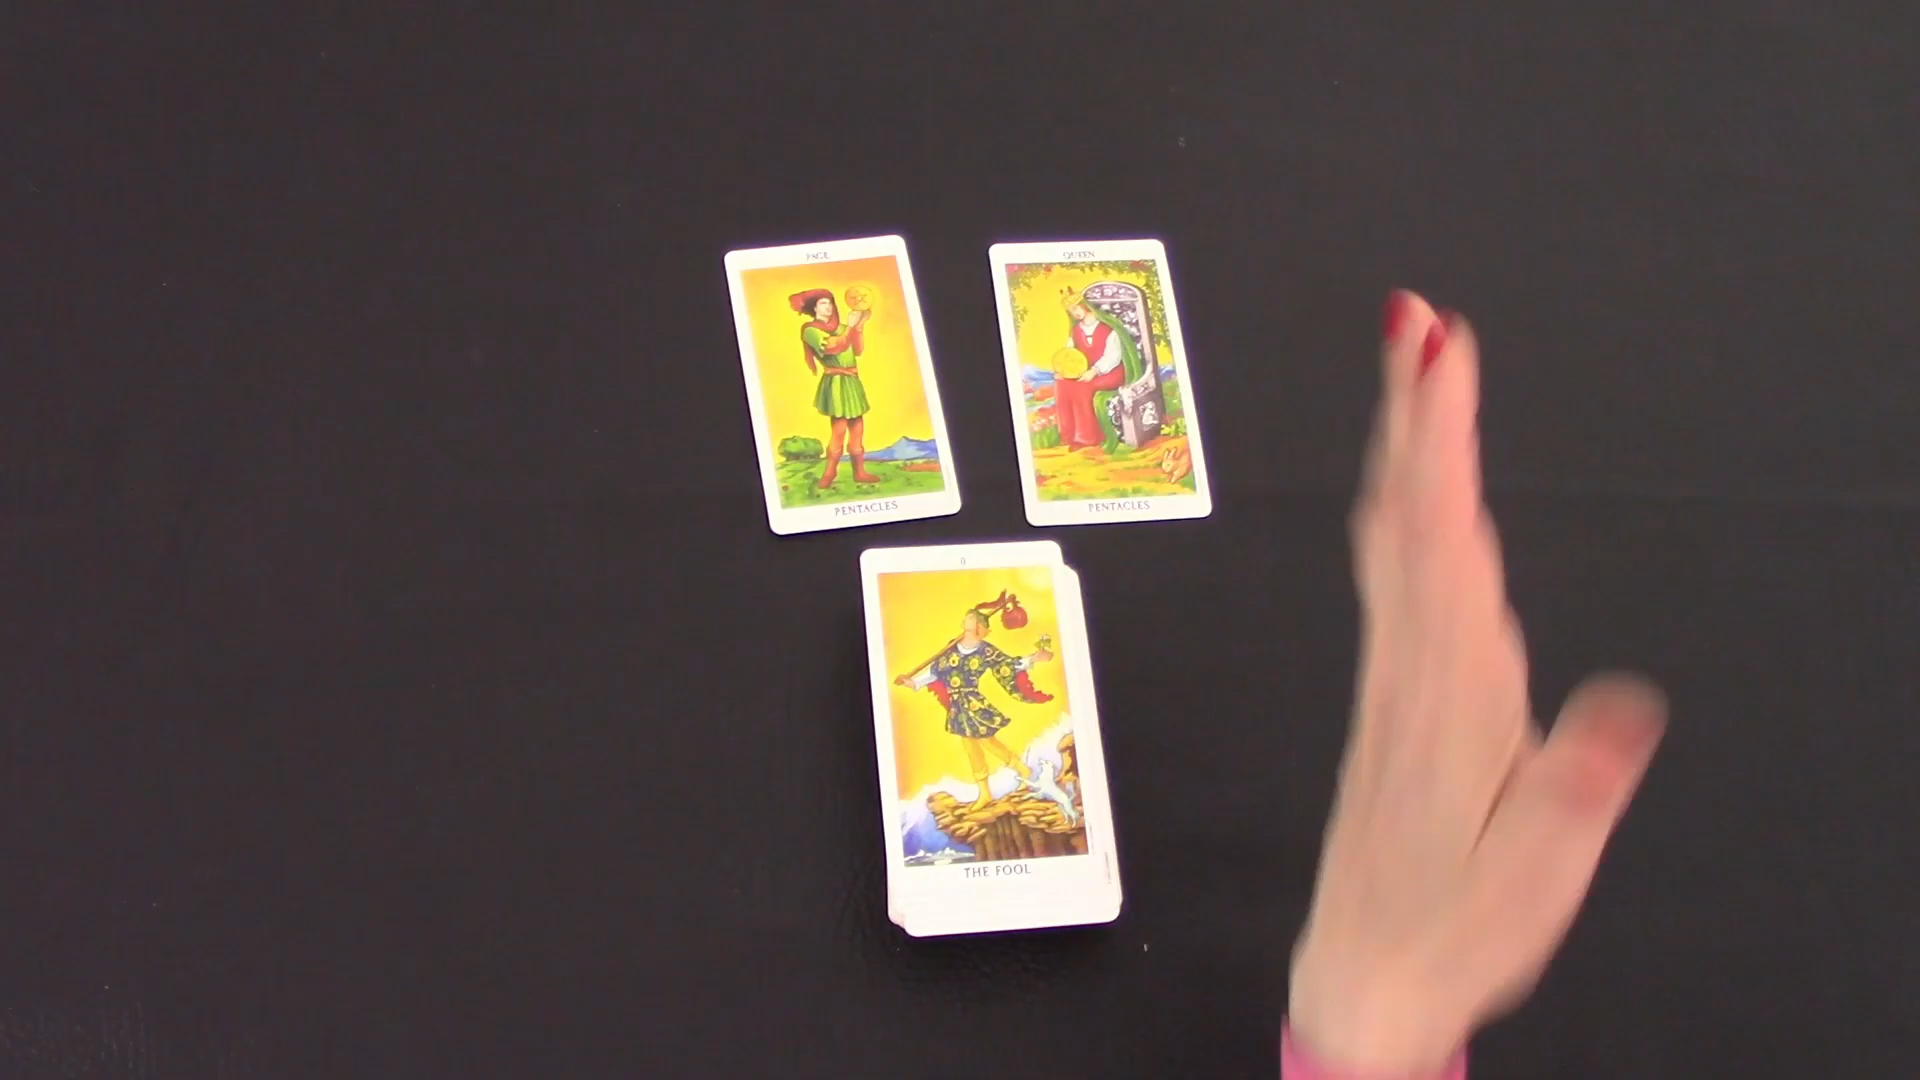 PAGE
PENTACLES
QUEEN
PENTACLES
0
THE FOOL